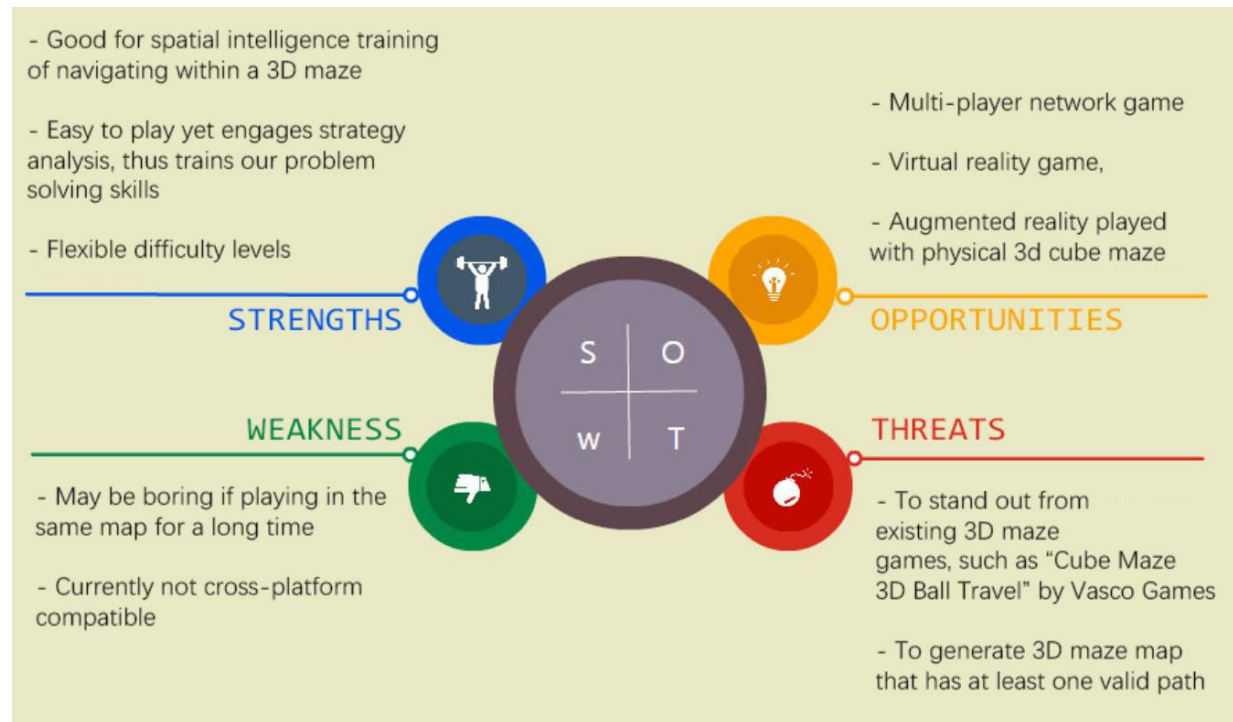 - Good for spatial intelligence training
of navigating within a 3D maze
- Easy to play yet engages strategy
analysis, thus trains our problem
solving skills
- Flexible difficulty levels
STRENGTHS
- Multi-player network game
- Virtual reality game,
- Augmented reality played
with physical 3d cube maze
OPPORTUNITIES
S O
w T
WEAKNESS
- May be boring if playing in the
same map for a long time
- Currently not cross-platform
compatible
THREATS
- To stand out from
existing 3D maze
games, such as “Cube Maze
3D Ball Travel” by Vasco Games
- To generate 3D maze map
that has at least one valid path